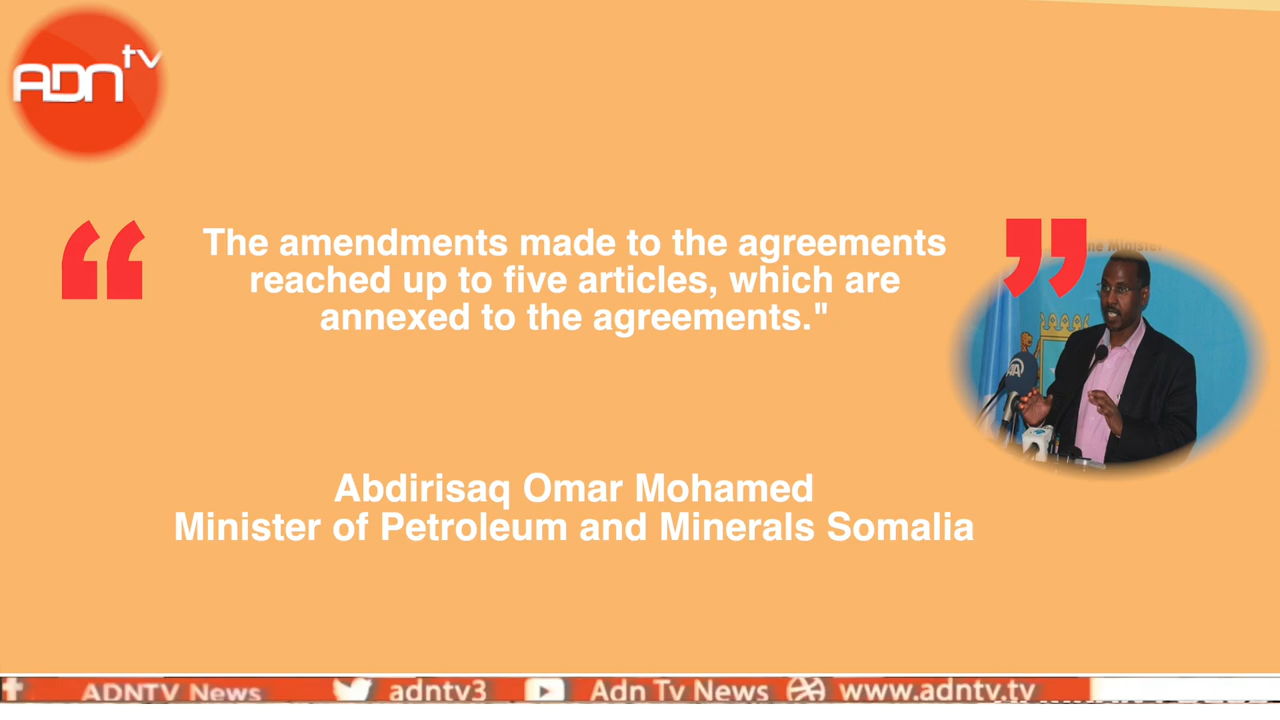 ADN tv
The amendments made to the agreements
reached up to five articles, which are
annexed to the agreements."
Abdirisaq Omar Mohamed
Minister of Petroleum and Minerals Somalia
ADNTV News adntv3 Adn Tv News www.adntv.tv